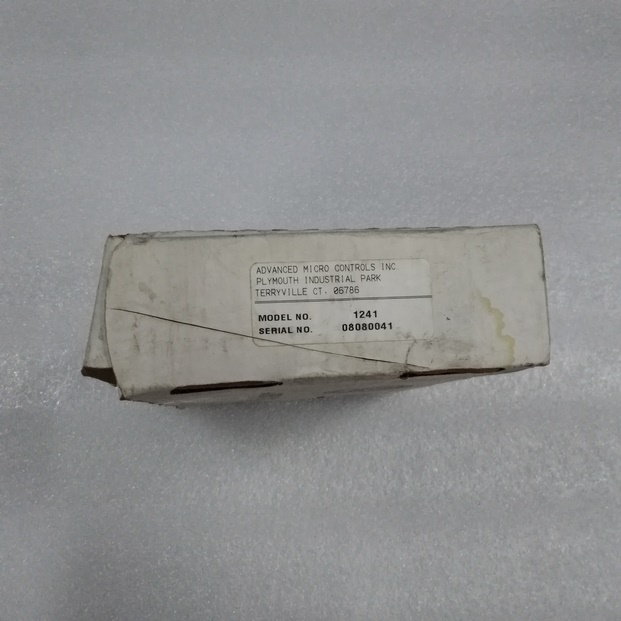 ADVANCED MICRO CONTROLS INC
PLYMOUTH INDUSTRIAL PARK
TERRYVILLE CT. 06786
MODEL NO. 1241
SERIAL NO. 08080041